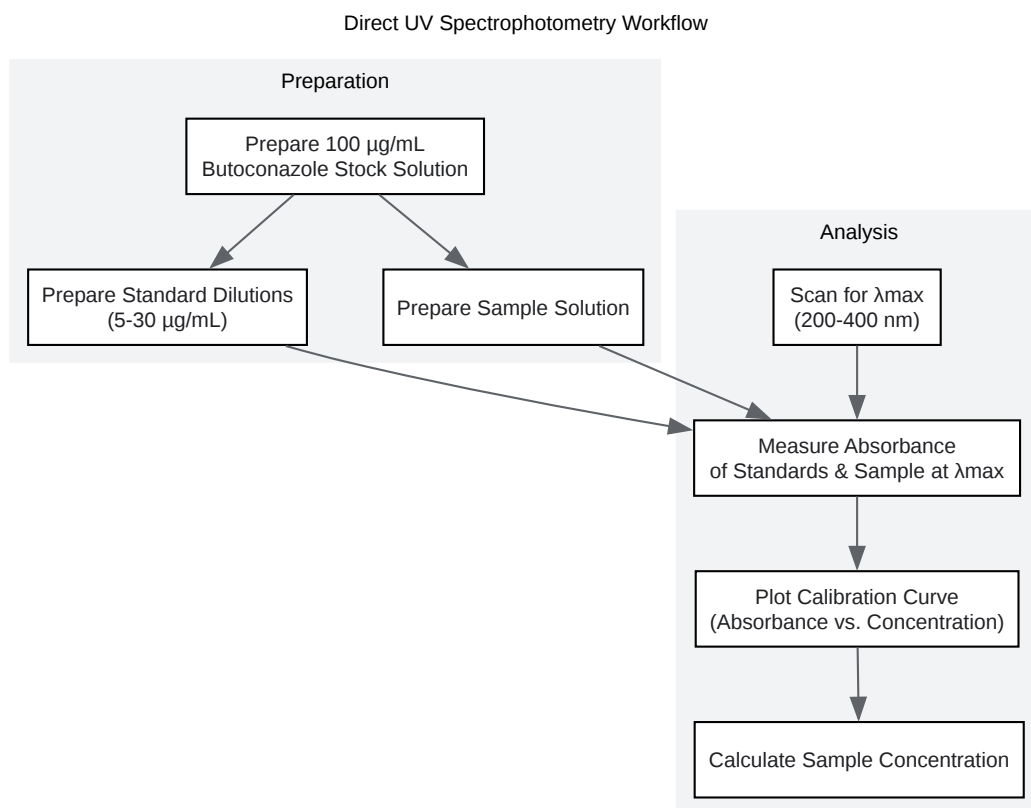 Direct UV Spectrophotometry Workflow
Preparation
Prepare 100 µg/mL
Butoconazole Stock Solution
Prepare Standard Dilutions
(5-30 µg/mL)
Prepare Sample Solution
Analysis
Scan for λmax
(200-400 nm)
Measure Absorbance
of Standards & Sample at λmax
Plot Calibration Curve
(Absorbance vs. Concentration)
Calculate Sample Concentration